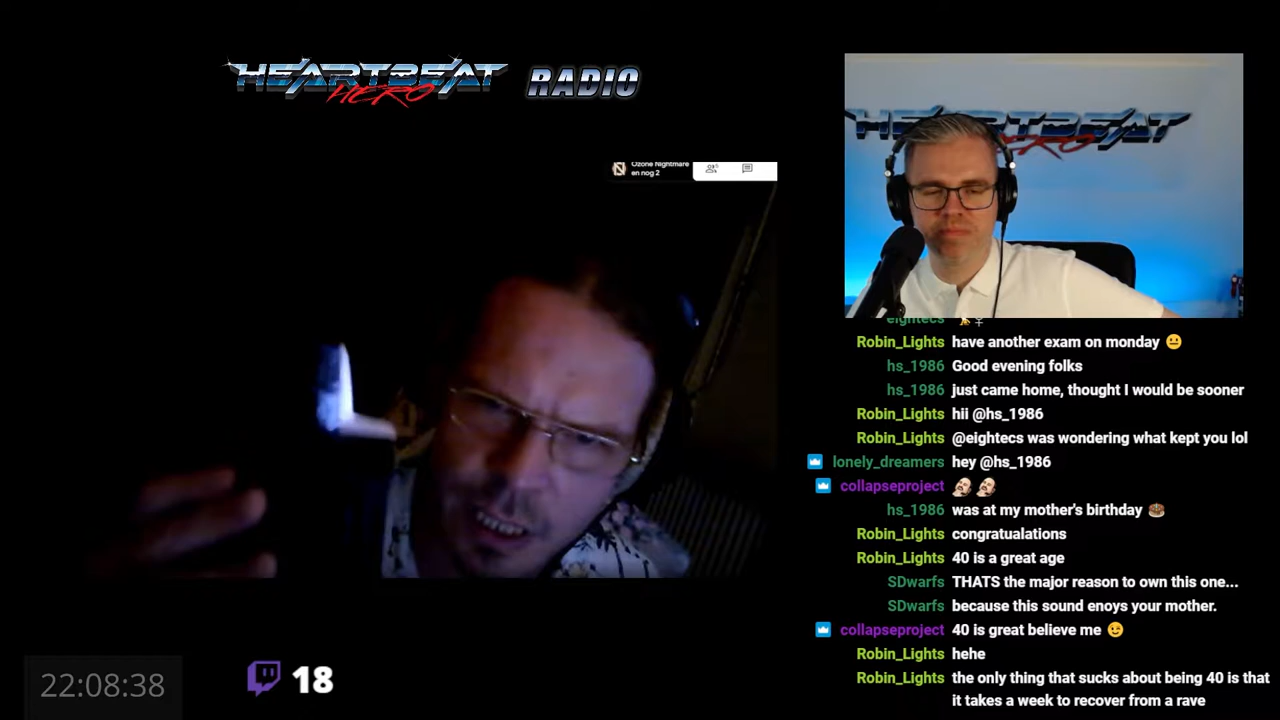 HEARTBEAT
HERO
RADIO
Ozone Nightmare
en nog 2
HEARTBEAT
HERO
eightecs
Robin_Lights have another exam on monday 😐
hs_1986 Good evening folks
hs_1986 just came home, thought I would be sooner
Robin_Lights hii @hs_1986
Robin_Lights @eightecs was wondering what kept you lol
lonely_dreamers hey @hs_1986
collapseproject
hs_1986 was at my mother's birthday 🎂
Robin_Lights congratualations
Robin_Lights 40 is a great age
SDwarfs THATS the major reason to own this one...
SDwarfs because this sound enoys your mother.
collapseproject 40 is great believe me 😉
Robin_Lights hehe
Robin_Lights the only thing that sucks about being 40 is that
it takes a week to recover from a rave
22:08:38
18